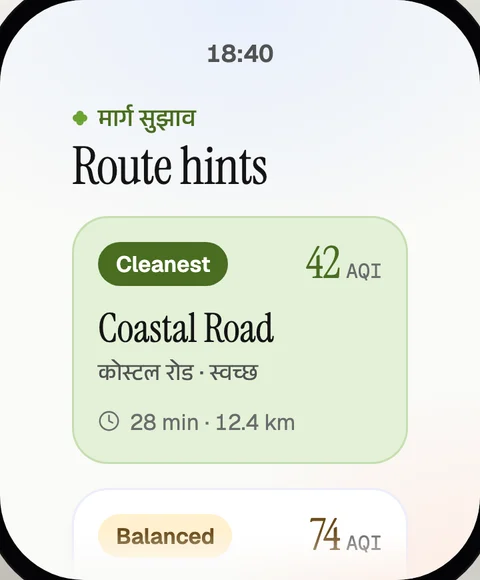 18:40
मार्ग सुझाव
Route hints
Cleanest
42 AQI
Coastal Road
कोस्टल रोड · स्वच्छ
28 min · 12.4 km
Balanced
74 AQI